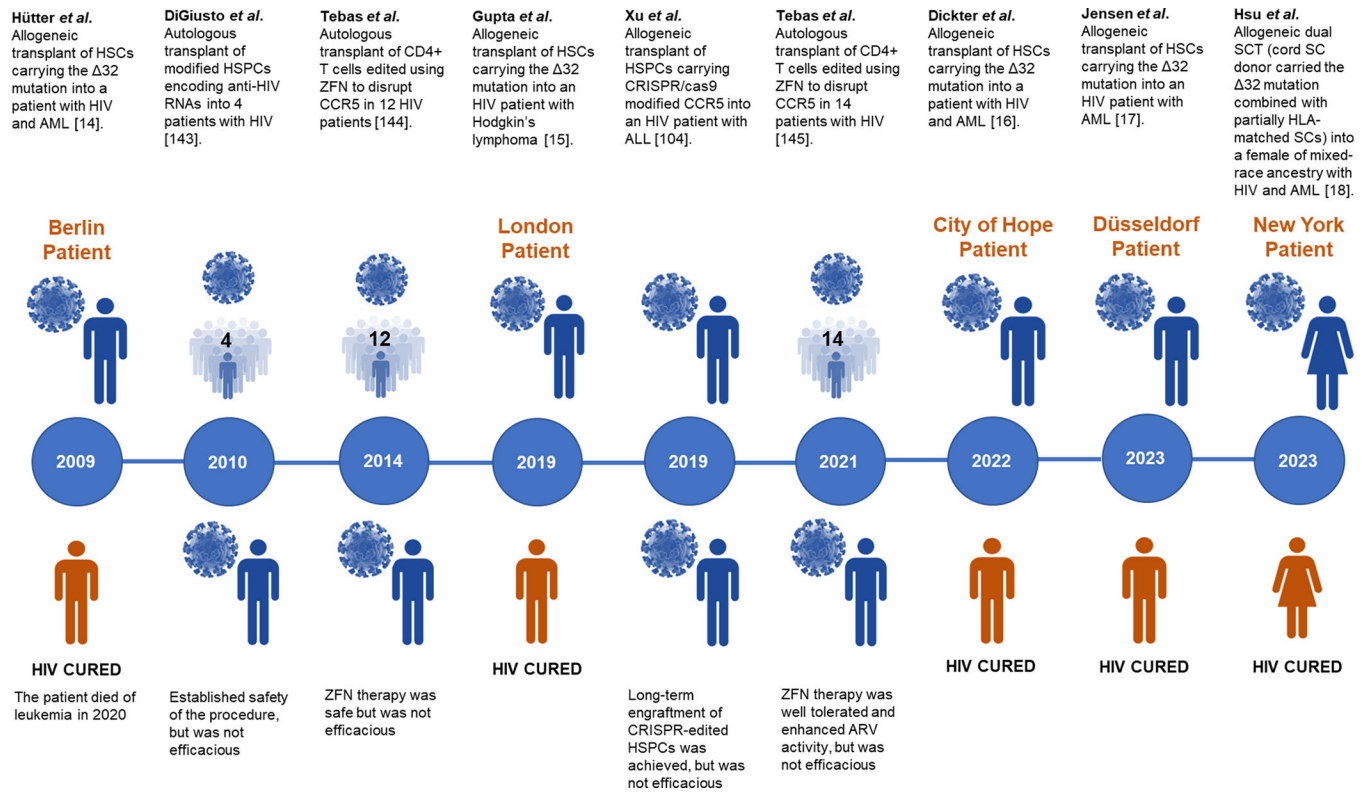 Hütter et al.
Allogeneic
transplant of HSCs
carrying the Δ32
mutation into a
patient with HIV
and AML [14].
DiGiusto et al.
Autologous
transplant of
modified HSPCs
encoding anti-HIV
RNAs into 4
patients with HIV
[143].
Tebas et al.
Autologous
transplant of CD4+
T cells edited using
ZFN to disrupt
CCR5 in 12 HIV
patients [144].
Gupta et al.
Allogeneic
transplant of HSCs
carrying the Δ32
mutation into an
HIV patient with
Hodgkin's
lymphoma [15].
Xu et al.
Allogeneic
transplant of
HSPCs carrying
CRISPR/cas9
modified CCR5 into
an HIV patient with
ALL [104].
Tebas et al.
Autologous
transplant of CD4+
T cells edited using
ZFN to disrupt
CCR5 in 14
patients with HIV
[145].
Dickter et al.
Allogeneic
transplant of HSCs
carrying the Δ32
mutation into a
patient with HIV
and AML [16].
Jensen et al.
Allogeneic
transplant of HSCs
carrying the Δ32
mutation into an
HIV patient with
AML [17].
Hsu et al.
Allogeneic dual
SCT (cord SC
donor carried the
Δ32 mutation
combined with
partially HLA-
matched SCs) into
a female of mixed-
race ancestry with
HIV and AML [18].
Berlin
Patient
London
Patient
City of Hope
Patient
Düsseldorf
Patient
New York
Patient
4
12
14
2009
2010
2014
2019
2019
2021
2022
2023
2023
HIV CURED
The patient died of
leukemia in 2020
Established safety
of the procedure,
but was not
efficacious
ZFN therapy was
safe but was not
efficacious
HIV CURED
Long-term
engraftment of
CRISPR-edited
HSPCs was
achieved, but was
not efficacious
ZFN therapy was
well tolerated and
enhanced ARV
activity, but was
not efficacious
HIV CURED
HIV CURED
HIV CURED